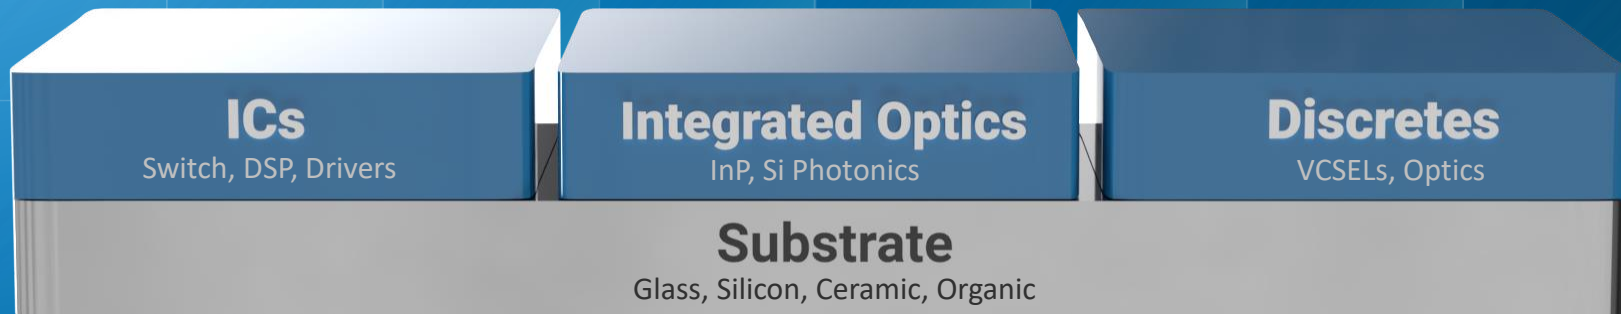 ICs
Switch, DSP, Drivers
Integrated Optics
InP, Si Photonics
Discretes
VCSELs, Optics
Substrate
Glass, Silicon, Ceramic, Organic